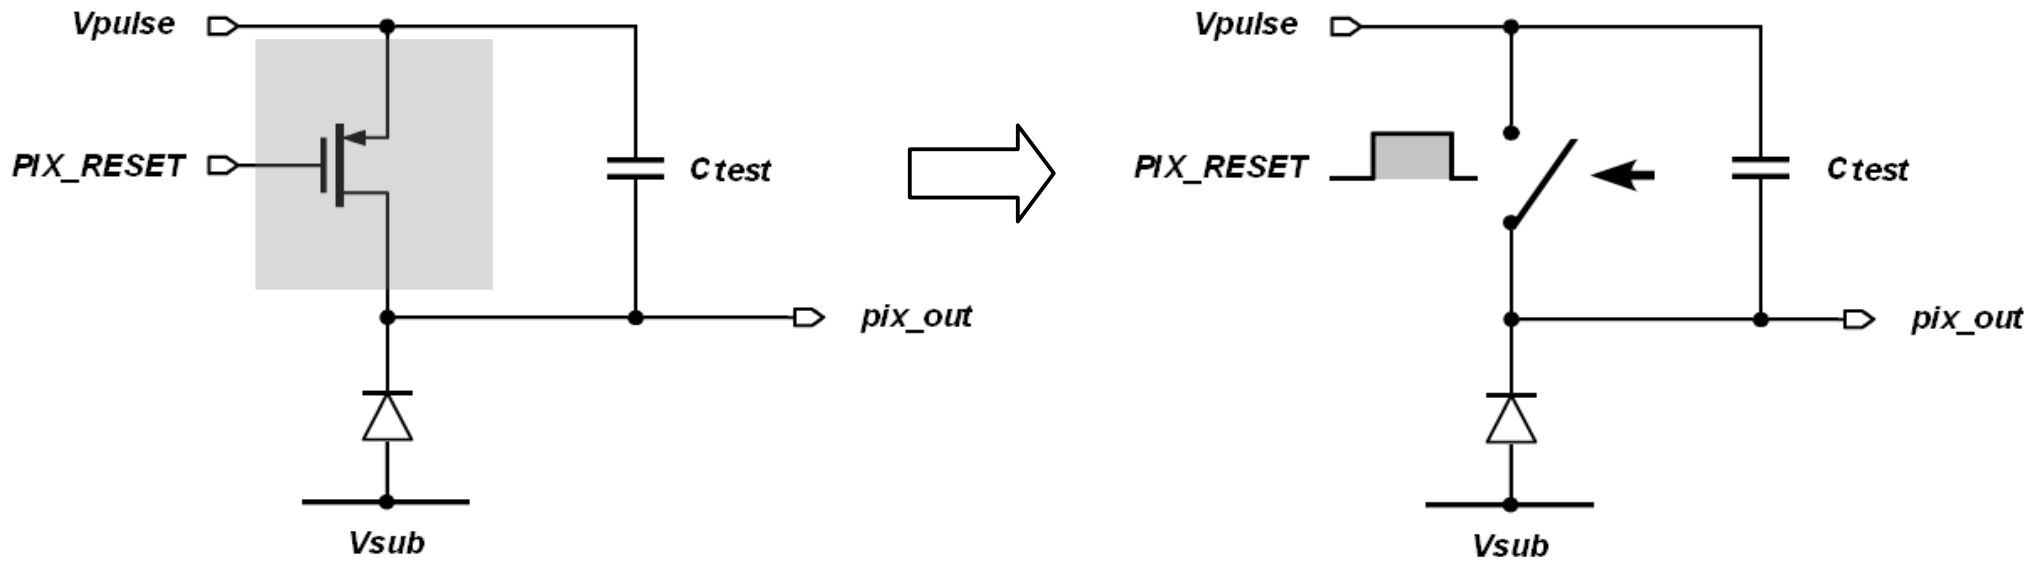 Vpulse
PIX_RESET
Ctest
pix_out
Vsub
Vpulse
PIX_RESET
Ctest
pix_out
Vsub